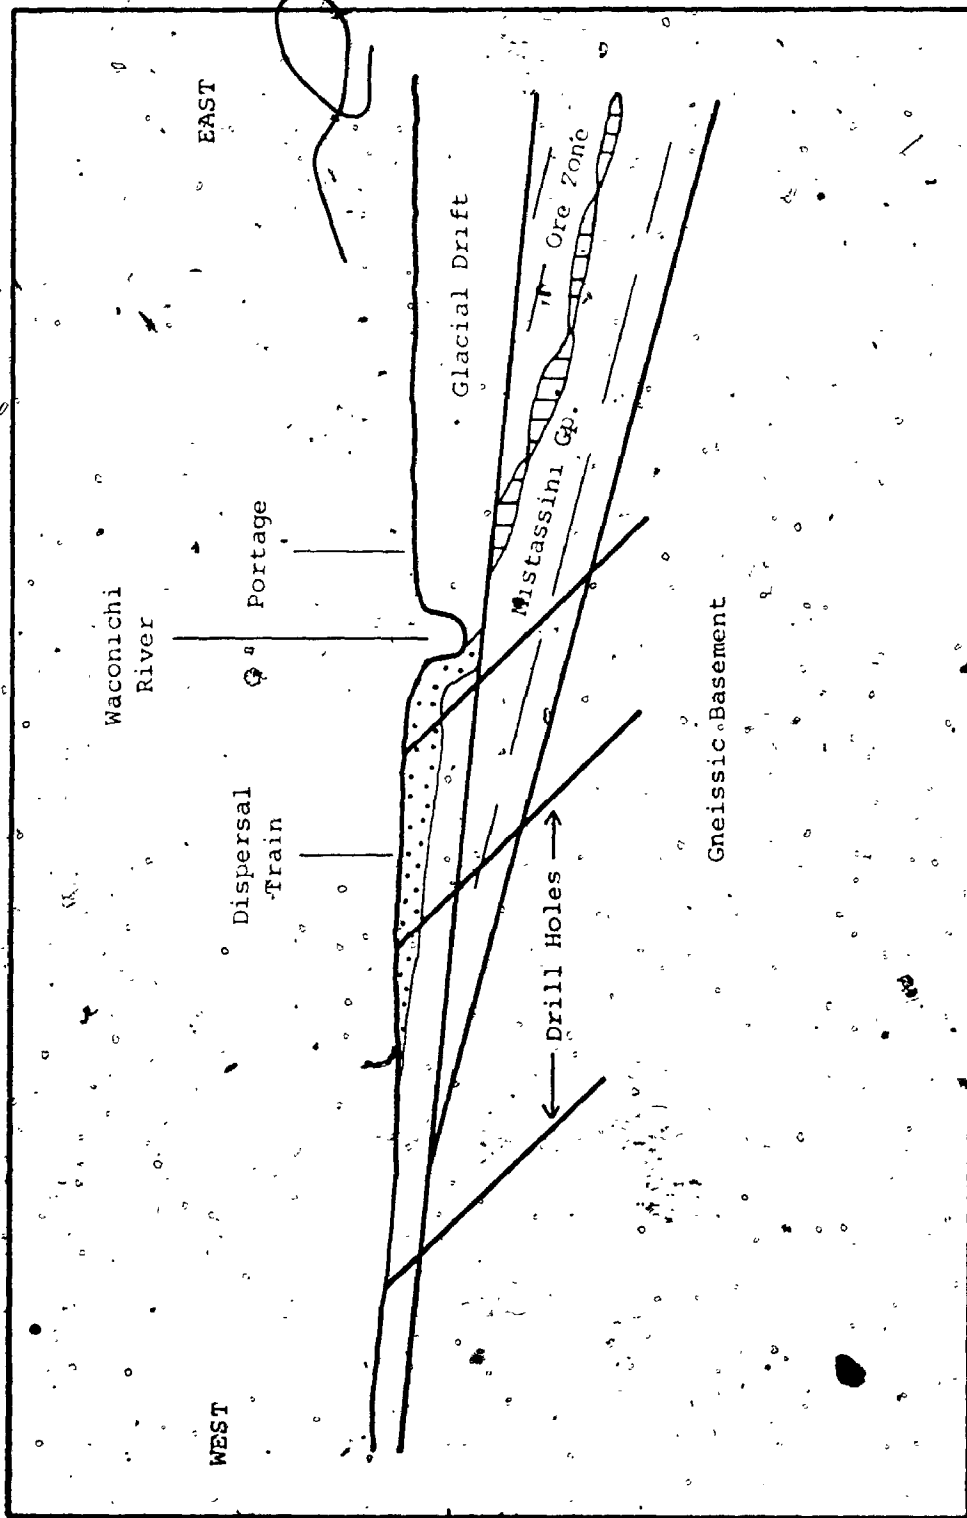 WEST
EAST
Waconichi
River
Dispersal
Train
Portage
Glacial Drift
Ore Zone
Mistassini Gp.
Drill Holes
Gneissic Basement